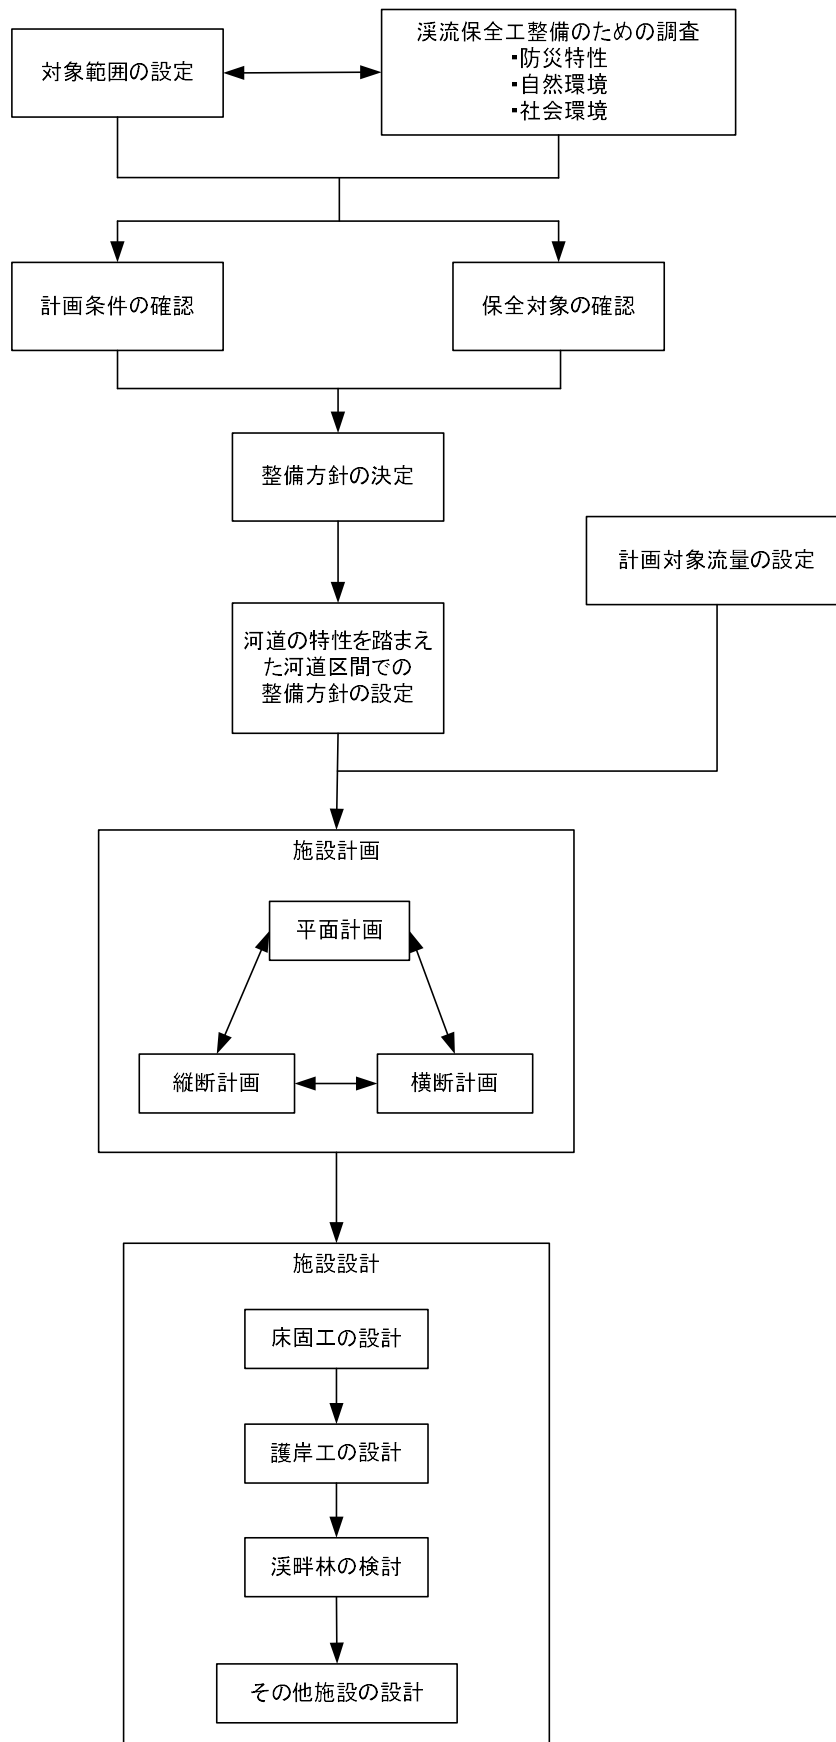 対象範囲の設定
渓流保全工整備のための調査
・防災特性
・自然環境
・社会環境
計画条件の確認
保全対象の確認
整備方針の決定
計画対象流量の設定
河道の特性を踏まえ
た河道区間での
整備方針の設定
施設計画
平面計画
縦断計画
横断計画
施設設計
床固工の設計
護岸工の設計
渓畔林の検討
その他施設の設計